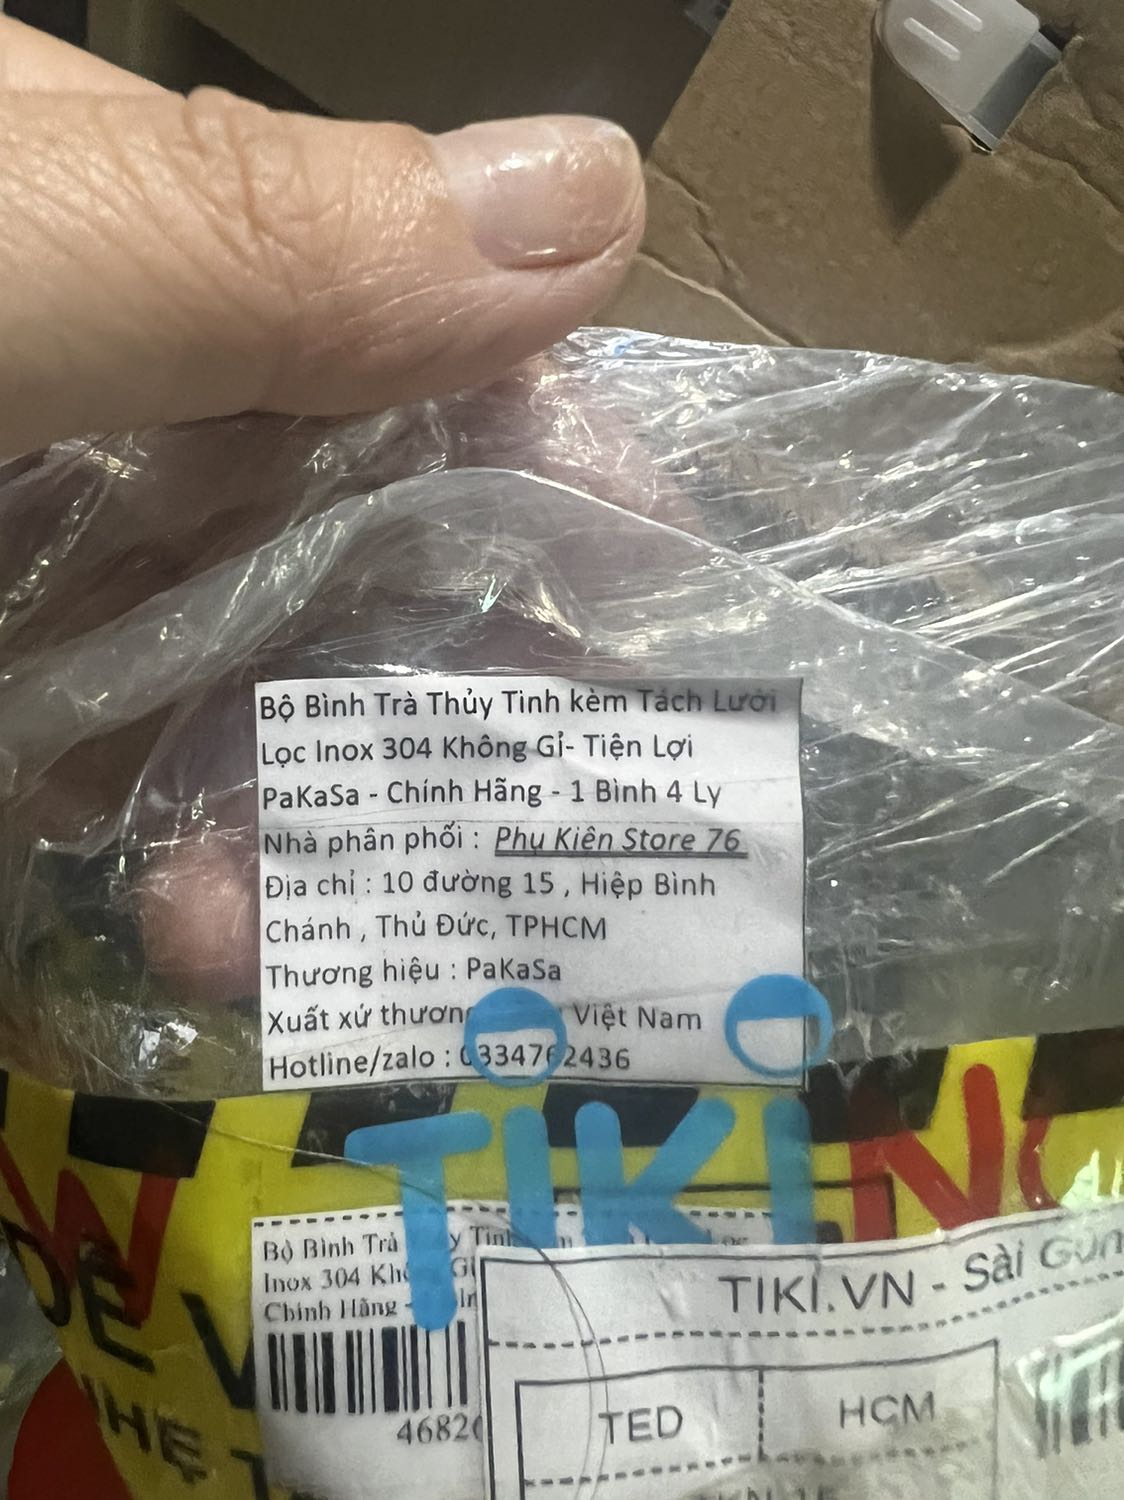 Bộ Bình Trà Thủy Tinh kèm Tách Lưới
Lọc Inox 304 Không Gỉ- Tiện Lợi
PaKaSa - Chính Hãng - 1 Bình 4 Ly
Nhà phân phối : Phụ Kiện Store 76
Địa chỉ : 10 đường 15 , Hiệp Bình
Chánh , Thủ Đức, TPHCM
Thương hiệu : PaKaSa
Xuất xứ Việt Nam
Hotline/zalo : 0334762436
TIKI
Bộ Bình Trà
Inox 304
Chính Hãng -
TIKI.VN - Sài
TED
HCM